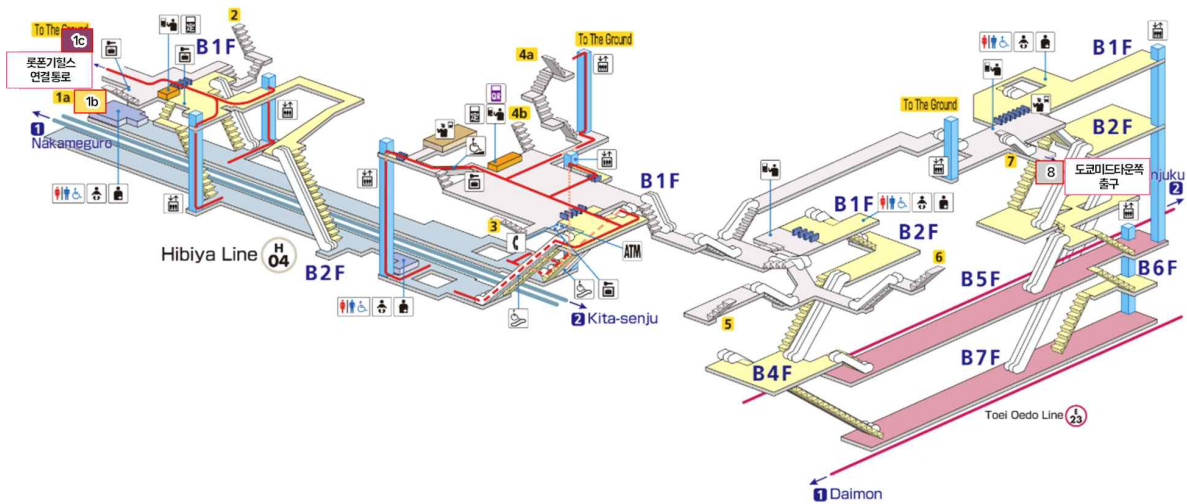 To The Ground
1c
롯폰기힐스
연결통로
1a
1b
1
Nakameguro
2
B1F
Hibiya Line
H
04
B2F
3
4a
4b
QR
To The Ground
B1F
ATM
2 Kita-senju
To The Ground
B1F
B2F
7
8
도쿄미드타운쪽
출구
njuku
2
B1F
B2F
6
5
B4F
B5F
B6F
B7F
Toei Oedo Line
E
23
1 Daimon